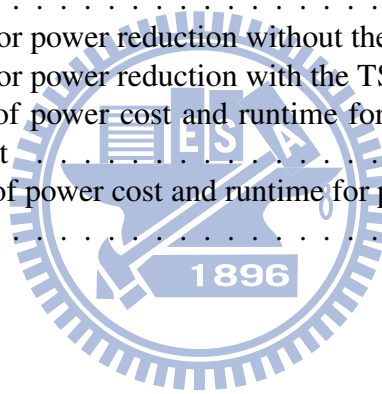 . . . . . . . . . . . . . . . . . . .
or power reduction without the
or power reduction with the TS
of power cost and runtime for
t . . . . . . . . . . . . . . . . .
of power cost and runtime for p
. . . . . . . . . . . . . . . . . . .
E S A
1896